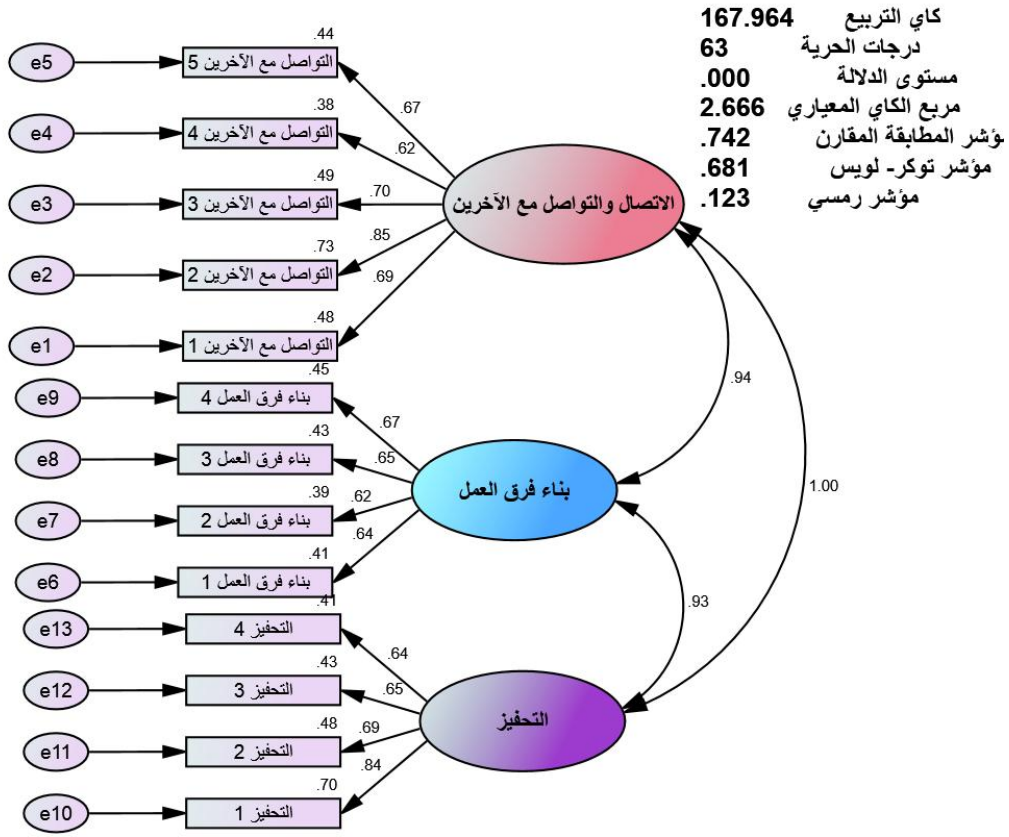 167.964 كاي التربيع
63 درجات الحرية
.000 مستوى الدلالة
2.666 مربع الكاي المعياري
.742 ؤشر المطابقة المقارن
.681 مؤشر توكر- لويس
.123 مؤشر رمسي
.44
e5 التواصل مع الآخرين 5
.67
.38
e4 التواصل مع الآخرين 4
.62
.49
e3 التواصل مع الآخرين 3
.70
الاتصال والتواصل مع الآخرين
.85
.73
e2 التواصل مع الآخرين 2
.69
.48
e1 التواصل مع الآخرين 1
.45
e9 بناء فرق العمل 4
.94
.67
.43
e8 بناء فرق العمل 3
.65
بناء فرق العمل
1.00
.39
e7 بناء فرق العمل 2
.62
.64
.41
e6 بناء فرق العمل 1
.41
.93
e13 التحفيز 4
.64
.43
e12 التحفيز 3
.65
التحفيز
.48
e11 التحفيز 2
.69
.84
.70
e10 التحفيز 1